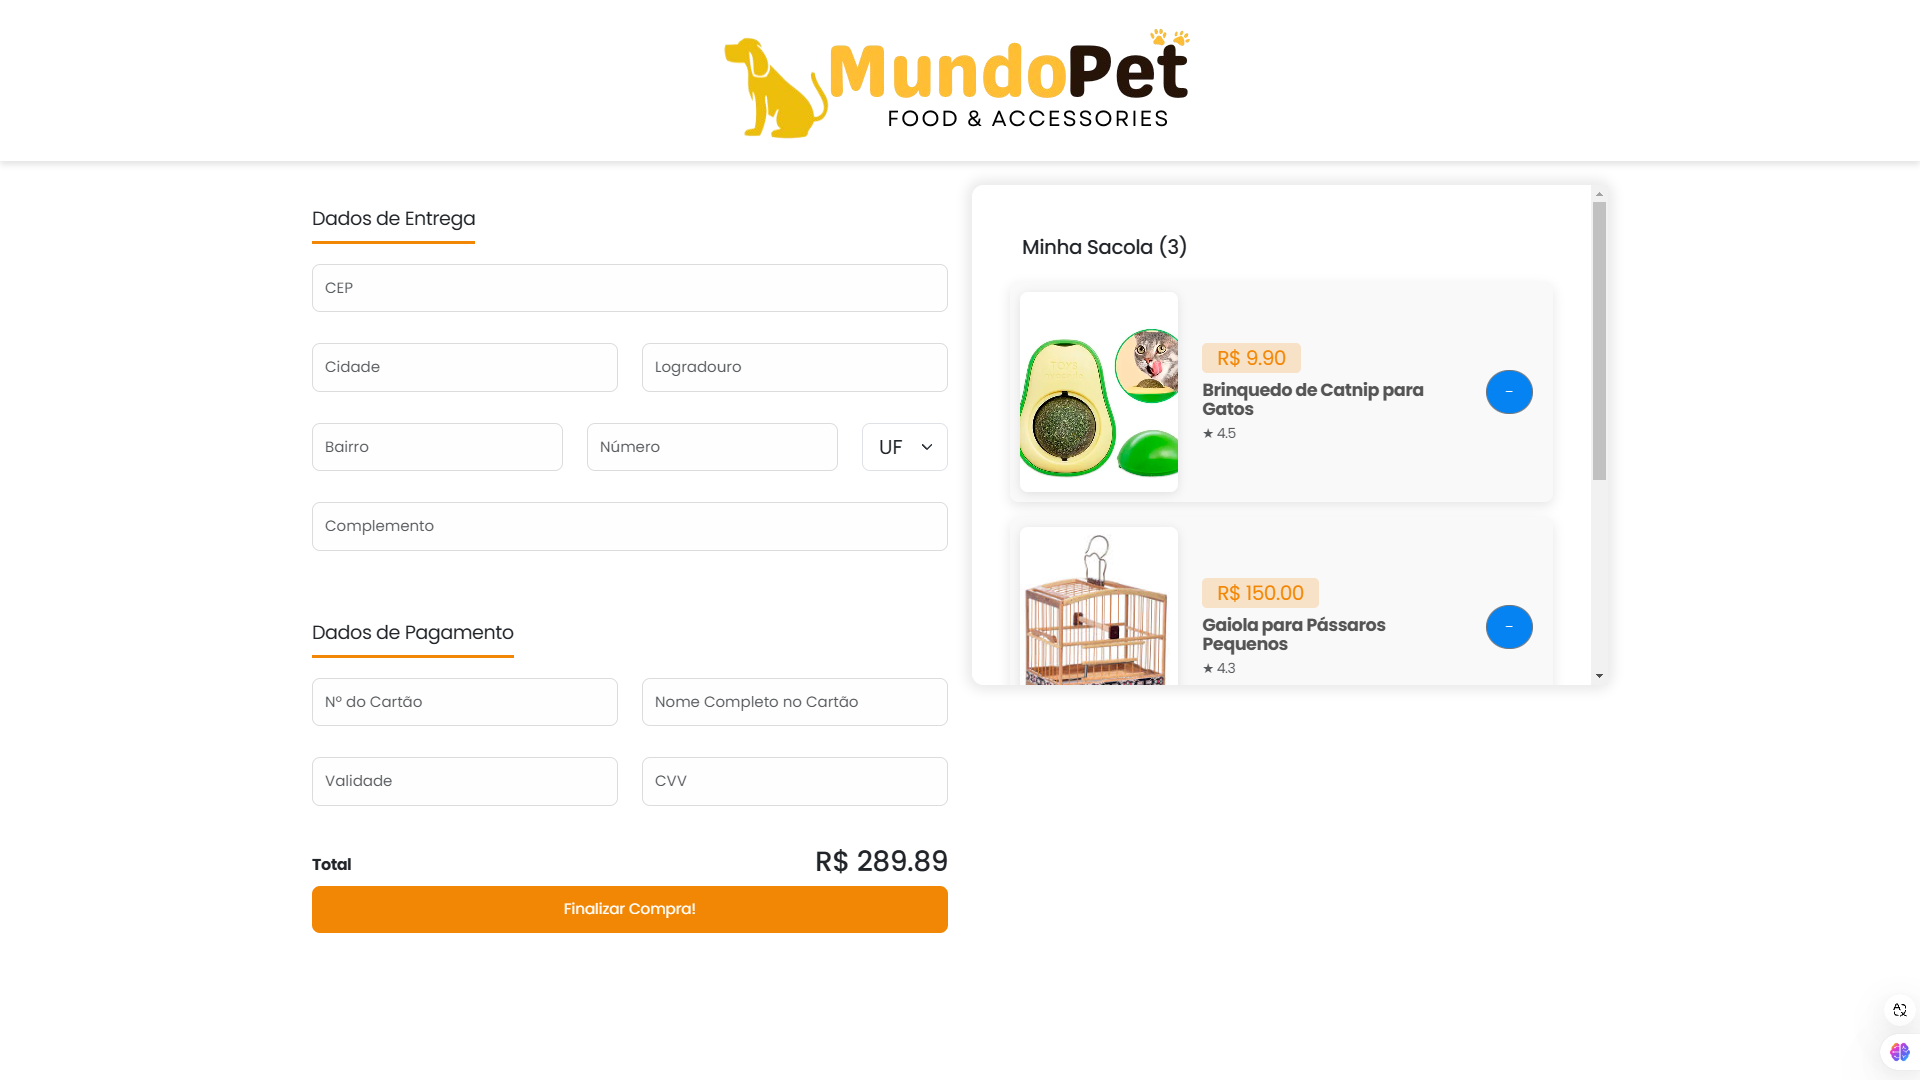 MundoPet
FOOD & ACCESSORIES
Dados de Entrega
CEP
Cidade
Logradouro
Bairro
Número
UF
Complemento
Dados de Pagamento
Nº do Cartão
Nome Completo no Cartão
Validade
CVV
Total
R$ 289.89
Finalizar Compra!
Minha Sacola (3)
R$ 9.90
Brinquedo de Catnip para
Gatos
★ 4.5
-
R$ 150.00
Gaiola para Pássaros
Pequenos
★ 4.3
-